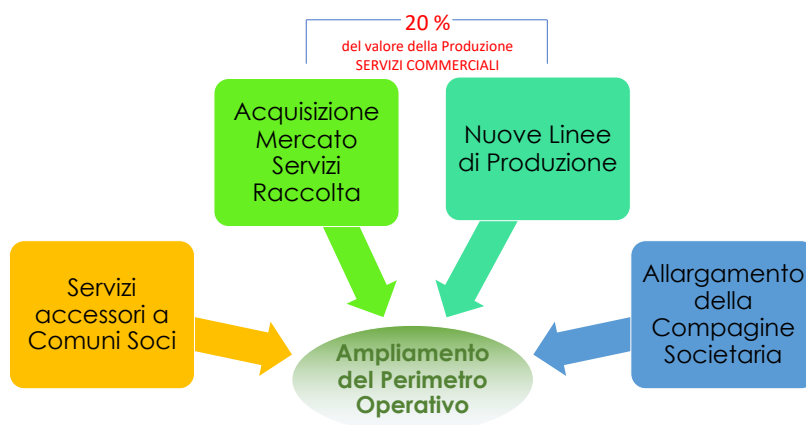 20 %
del valore della Produzione
SERVIZI COMMERCIALI
Acquisizione
Mercato
Servizi
Raccolta
Nuove Linee
di Produzione
Servizi
accessori a
Comuni Soci
Allargamento
della
Compagine
Societaria
Ampliamento
del Perimetro
Operativo